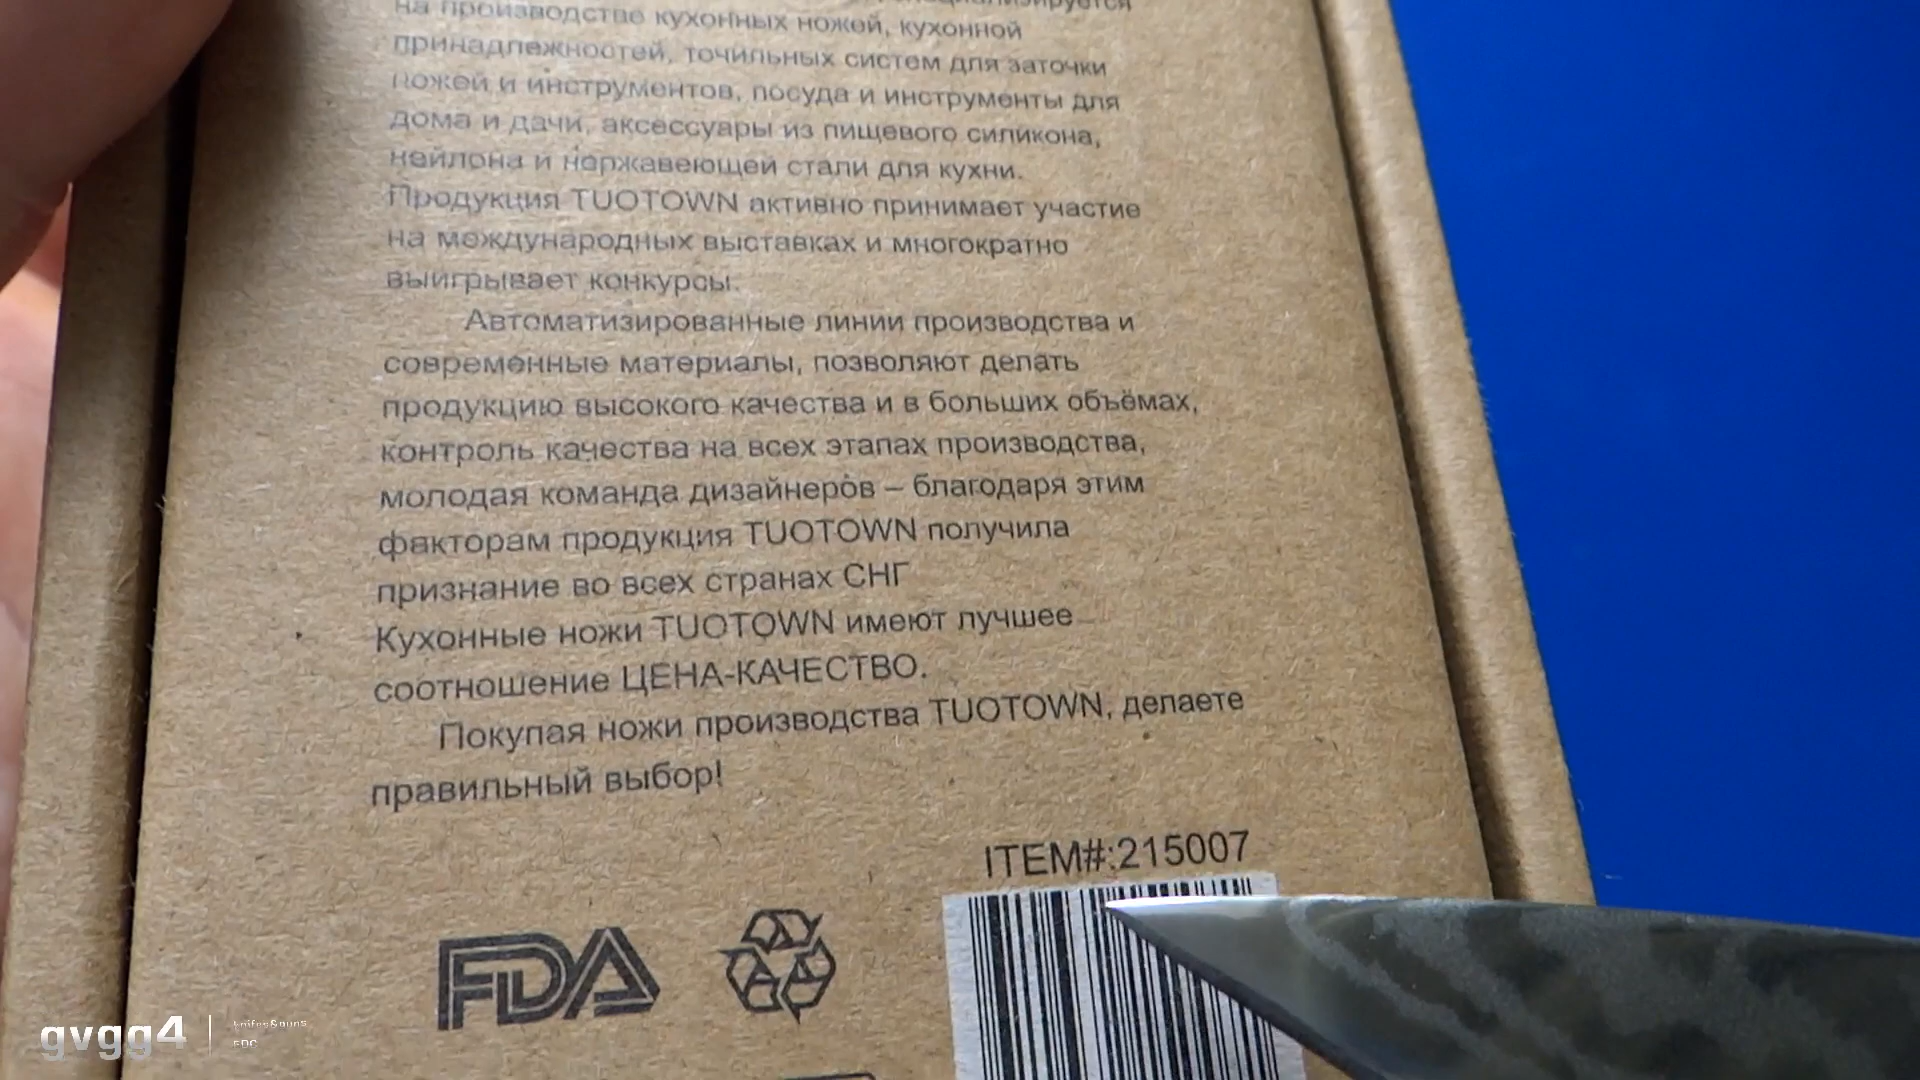 на производстве кухонных ножей, кухонной
принадлежностей, точильных систем для заточки
ножей и инструментов, посуда и инструменты для
дома и дачи, аксессуары из пищевого силикона,
нейлона и нержавеющей стали для кухни.
Продукция TUOTOWN активно принимает участие
на международных выставках и многократно
выигрывает конкурсы.
Автоматизированные линии производства и
современные материалы, позволяют делать
продукцию высокого качества и в больших объёмах,
контроль качества на всех этапах производства,
молодая команда дизайнеров – благодаря этим
факторам продукция TUOTOWN получила
признание во всех странах СНГ
Кухонные ножи TUOTOWN имеют лучшее
соотношение ЦЕНА-КАЧЕСТВО.
Покупая ножи производства TUOTOWN, делаете
правильный выбор!
ITEM#:215007
FDA
gvgg4
knifes&guns
EDC